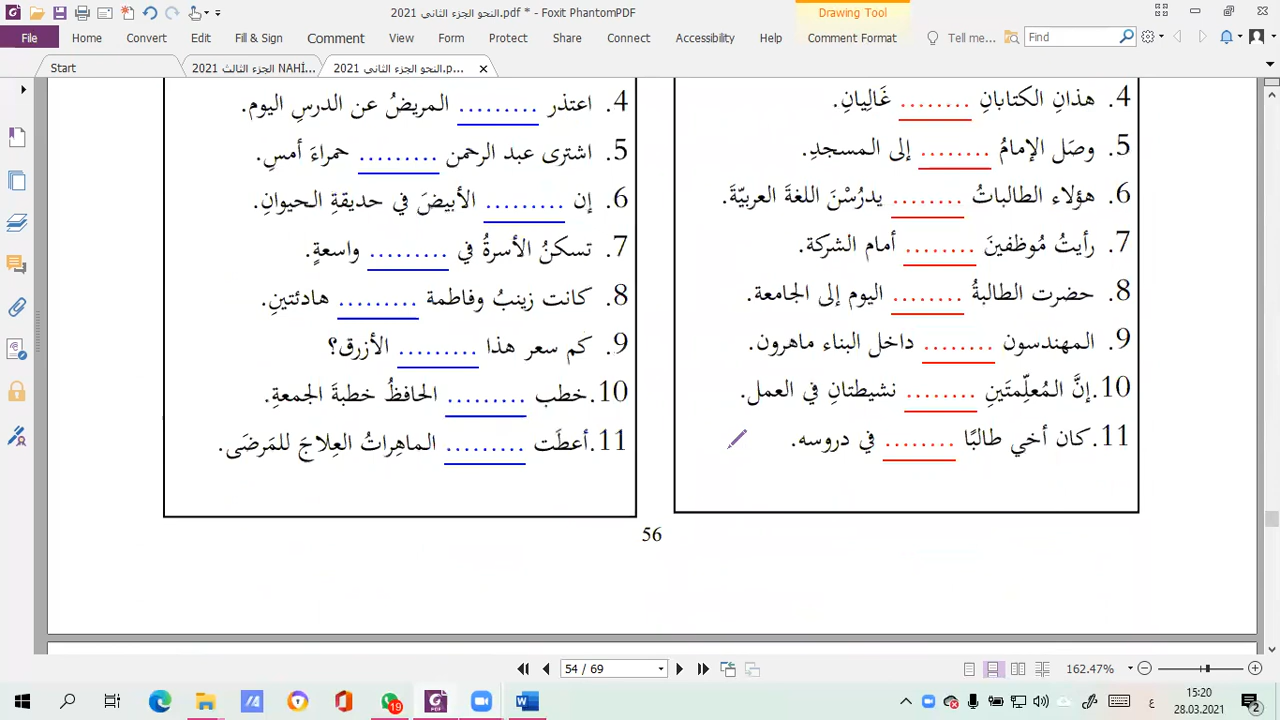 النحو الجزء الثاني 2021.pdf * - Foxit PhantomPDF
Drawing Tool
File Home Convert Edit Fill & Sign Comment View Form Protect Share Connect Accessibility Help Comment Format Tell me... Find
Start
الجزء الثالث 2021 NAHİ...
النحو الجزء الثاني 2021.p...
4. هذانِ الكتابانِ ........ غَالِيانِ.
5. وصَل الإمامُ ........ إلى المسجدِ.
6. هؤلاء الطالباتُ ........ يدرُسْنَ اللغةَ العربيّةَ.
7. رأيتُ مُوظفينَ ........ أمام الشركة.
8. حضرت الطالبةُ ........ اليوم إلى الجامعة.
9. المهندسون ........ داخل البناء ماهرون.
10. إنَّ المُعلِّمتَينِ ........ نشيطتانِ في العمل.
11. كان أخي طالبًا ........ في دروسه.
4. اعتذر ......... المريضُ عن الدرسِ اليوم.
5. اشترى عبد الرحمن ......... حمراءَ أمسِ.
6. إن ......... الأبيضَ في حديقةِ الحيوانِ.
7. تسكنُ الأسرةُ في ......... واسعةٍ.
8. كانت زينبُ وفاطمة ......... هادئتينِ.
9. كم سعر هذا ......... الأزرق؟
10. خطب ......... الحافظُ خطبةَ الجمعةِ.
11. أعطَت ......... الماهِراتُ العِلاجَ للمَرضَى.
56
54 / 69
162.47%
19
ع
15:20
28.03.2021
2